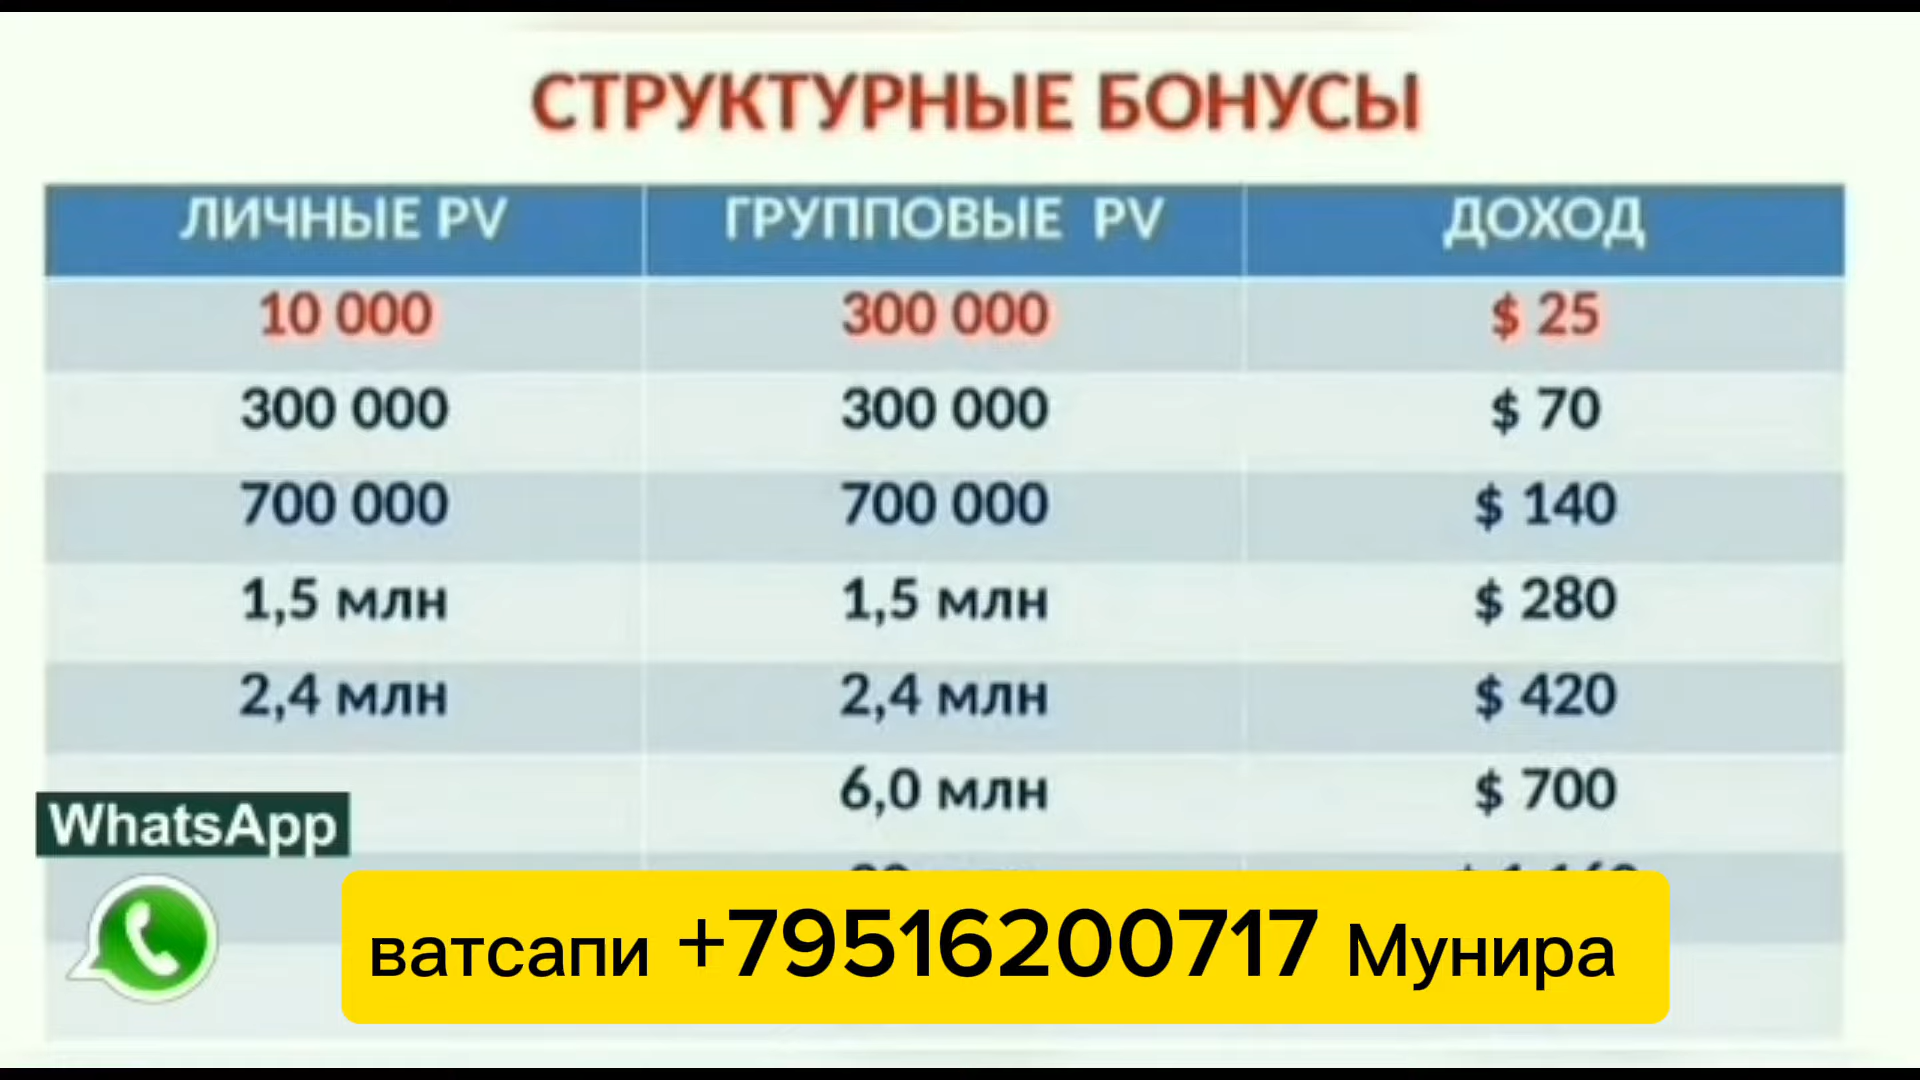 СТРУКТУРНЫЕ БОНУСЫ
ЛИЧНЫЕ PV ГРУППОВЫЕ PV ДОХОД
10 000 300 000 $ 25
300 000 300 000 $ 70
700 000 700 000 $ 140
1,5 млн 1,5 млн $ 280
2,4 млн 2,4 млн $ 420
6,0 млн $ 700
WhatsApp
ватсапи +79516200717 Мунира